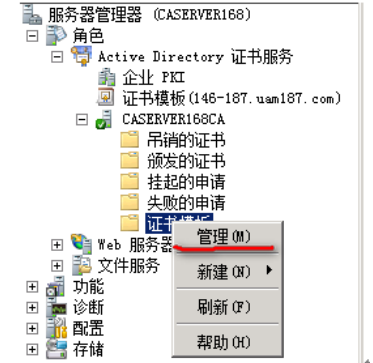 服务器管理器 (CASERVER168)
角色
Active Directory 证书服务
企业 PKI
证书模板(146-187.uam187.com)
CASERVER168CA
吊销的证书
颁发的证书
挂起的申请
失败的申请
证书模板
管理(M)
Web 服务器
新建(N)
文件服务
功能
刷新(F)
诊断
配置
帮助(H)
存储